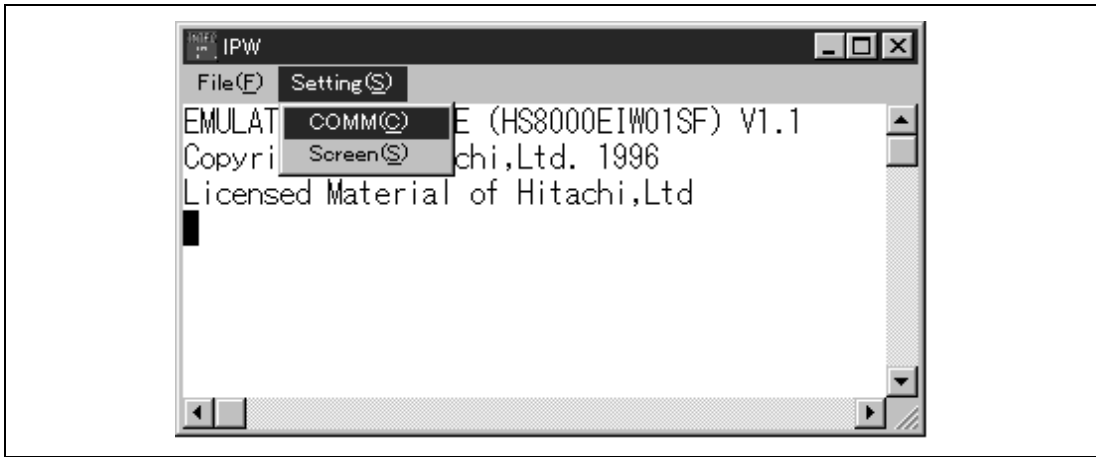 IPW
File(F) Setting(S)
EMULAT COMM(C) E (HS8000EIW01SF) V1.1
Copyri Screen(S) chi,Ltd. 1996
Licensed Material of Hitachi,Ltd